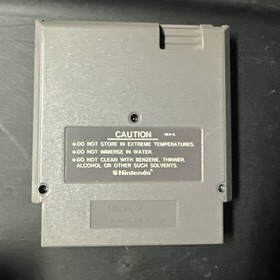 CAUTION
REV-A
•DO NOT STORE IN EXTREME TEMPERATURES.
•DO NOT IMMERSE IN WATER.
•DO NOT CLEAN WITH BENZENE, THINNER,
ALCOHOL OR OTHER SUCH SOLVENTS.
Nintendo®